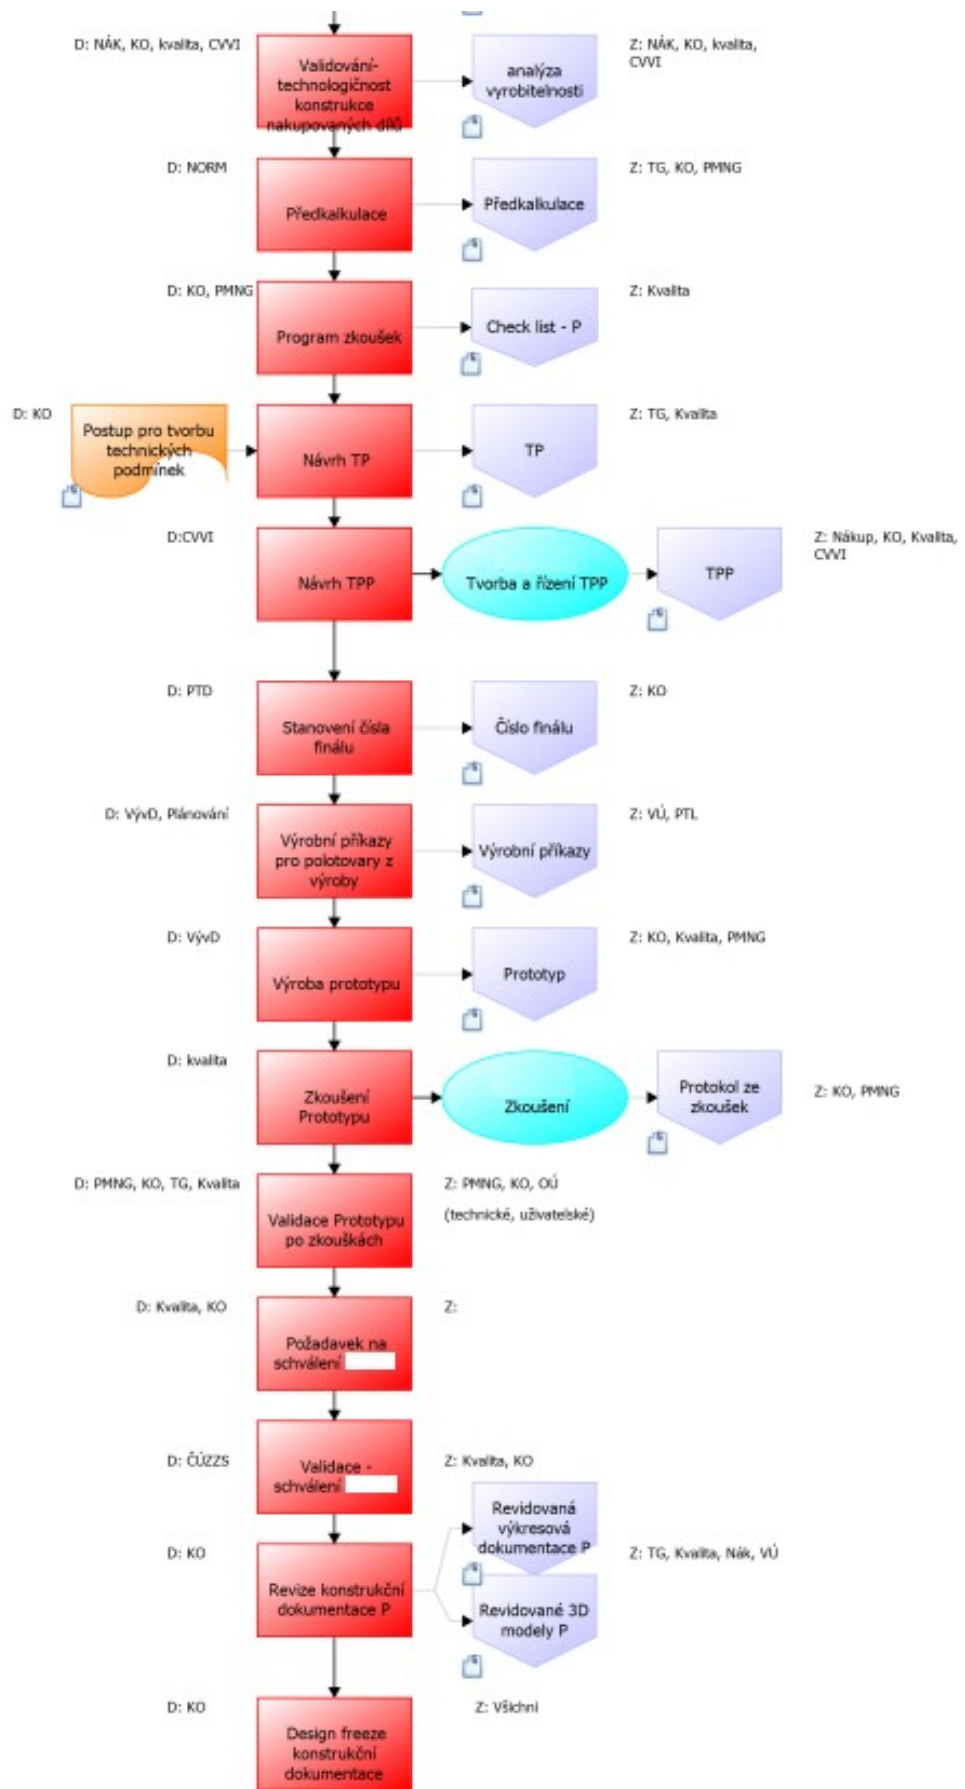 D: NÁK, KO, kvalita, CVVI
Validování-
technologičnost
konstrukce
nakupovaných dílů
analýza
vyrobitelnosti
Z: NÁK, KO, kvalita,
CVVI
D: NORM
Předkalkulace
Předkalkulace
Z: TG, KO, PMNG
D: KO, PMNG
Program zkoušek
Check list - P
Z: Kvalita
D: KO
Postup pro tvorbu
technických
podmínek
Návrh TP
TP
Z: TG, Kvalita
D:CVVI
Návrh TPP
Tvorba a řízení TPP
TPP
Z: Nákup, KO, Kvalita,
CVVI
D: PTD
Stanovení čísla
finálu
Číslo finálu
Z: KO
D: VývD, Plánování
Výrobní příkazy
pro polotovary z
výroby
Výrobní příkazy
Z: VÚ, PTL
D: VývD
Výroba prototypu
Prototyp
Z: KO, Kvalita, PMNG
D: kvalita
Zkoušení
Prototypu
Zkoušení
Protokol ze
zkoušek
Z: KO, PMNG
D: PMNG, KO, TG, Kvalita
Validace Prototypu
po zkouškách
Z: PMNG, KO, OÚ
(technické, uživatelské)
D: Kvalita, KO
Požadavek na
schválení
Z:
D: ČÚZZS
Validace -
schválení
Z: Kvalita, KO
D: KO
Revize konstrukční
dokumentace P
Revidovaná
výkresová
dokumentace P
Revidované 3D
modely P
Z: TG, Kvalita, Nák, VÚ
D: KO
Design freeze
konstrukční
dokumentace
Z: Všichni